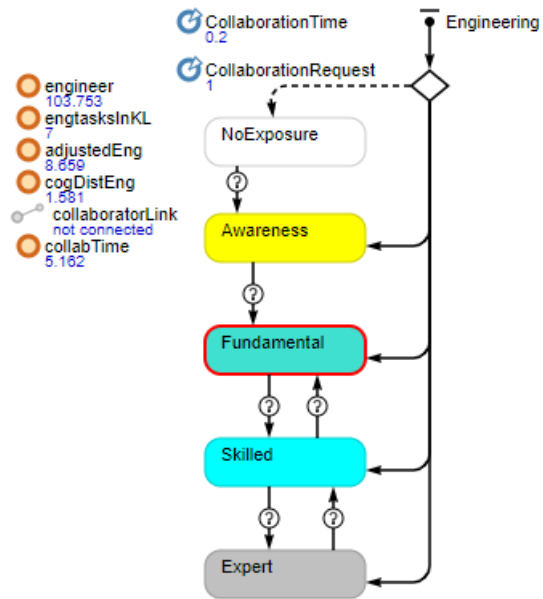 CollaborationTime
0.2
Engineering
CollaborationRequest
1
engineer
103.753
engtasksInKL
7
adjustedEng
8.659
cogDistEng
1.581
collaboratorLink
not connected
collabTime
5.162
NoExposure
?
Awareness
?
Fundamental
? ?
Skilled
? ?
Expert